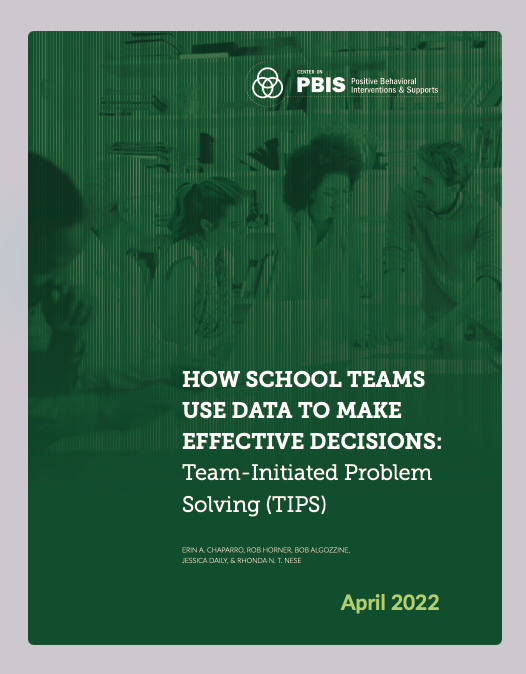 CENTER ON
PBIS
Positive Behavioral
Interventions & Supports
HOW SCHOOL TEAMS
USE DATA TO MAKE
EFFECTIVE DECISIONS:
Team-Initiated Problem
Solving (TIPS)
ERIN A. CHAPARRO, ROB HORNER, BOB ALGOZZINE,
JESSICA DAILY, & RHONDA N. T. NESE
April 2022